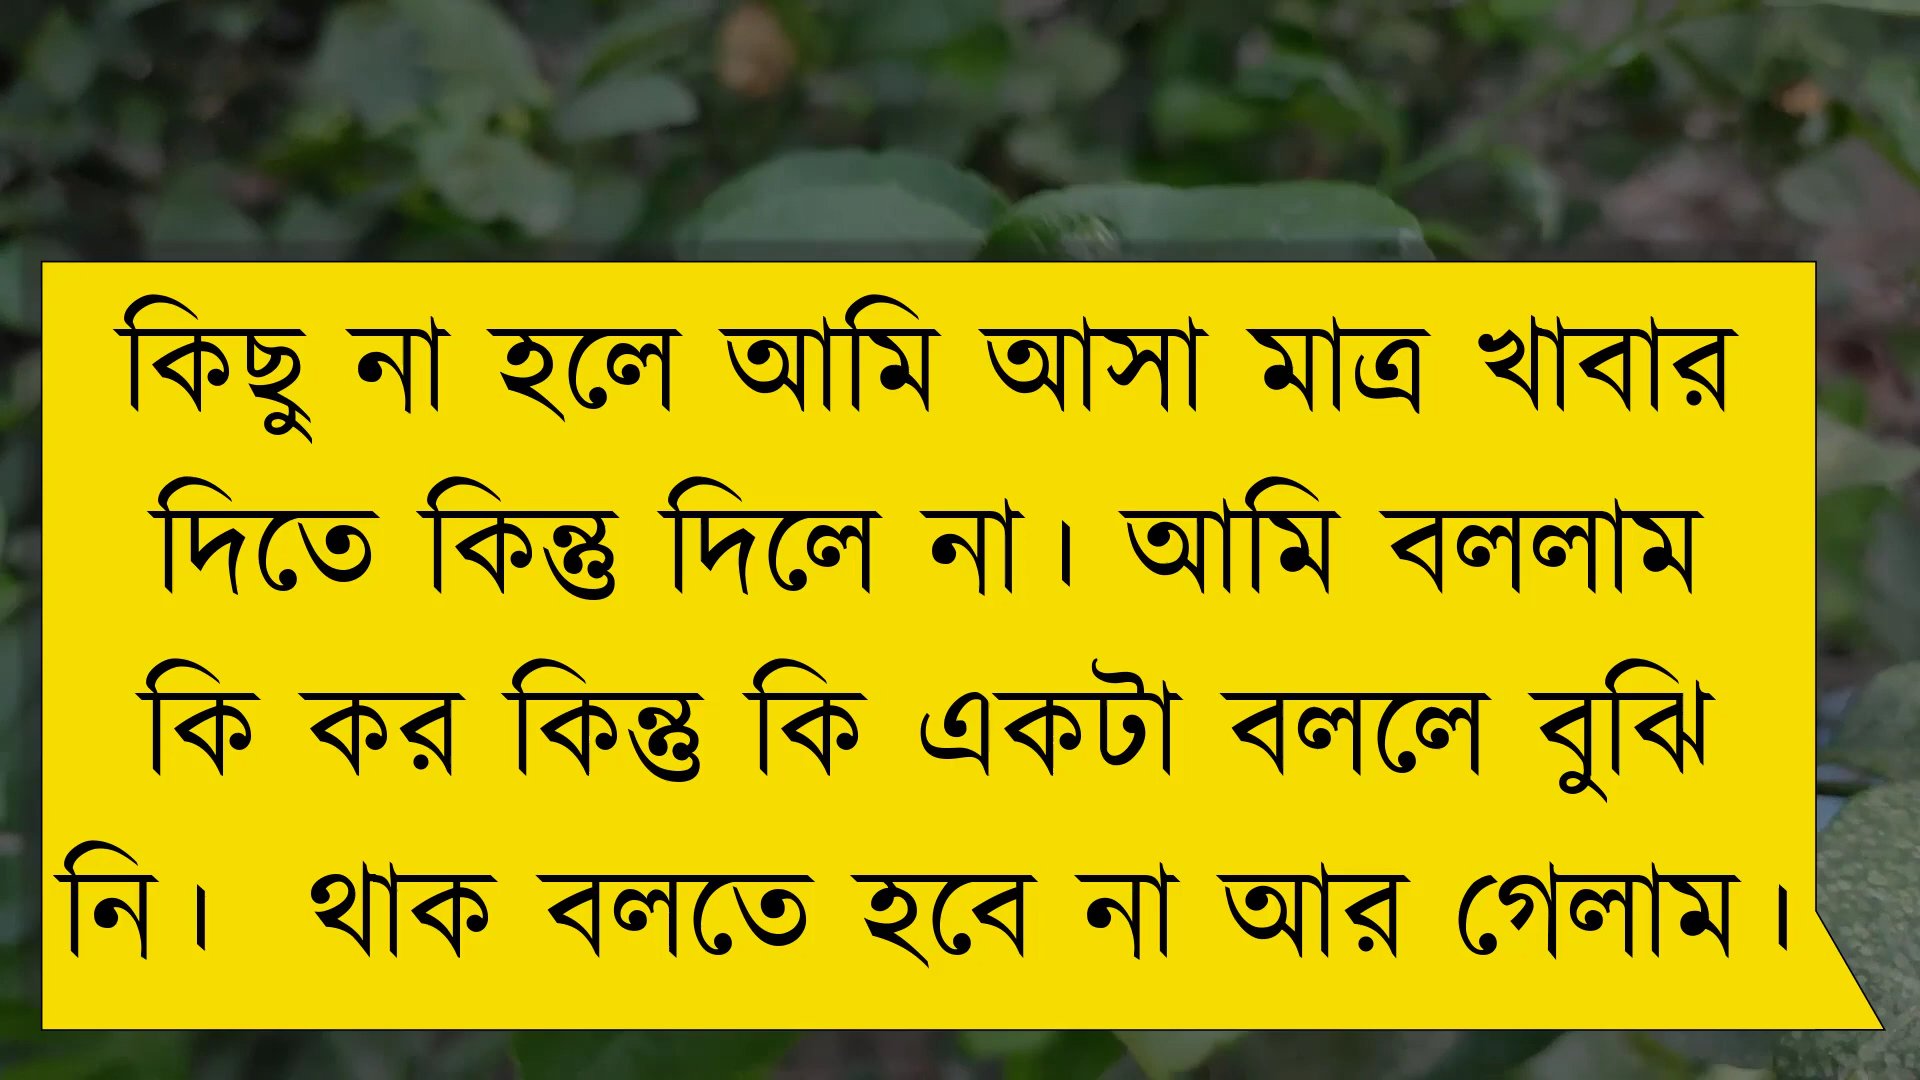 কিছু না হলে আমি আসা মাত্র খাবার
দিতে কিন্তু দিলে না। আমি বললাম
কি কর কিন্তু কি একটা বললে বুঝি
নি।  থাক বলতে হবে না আর গেলাম।